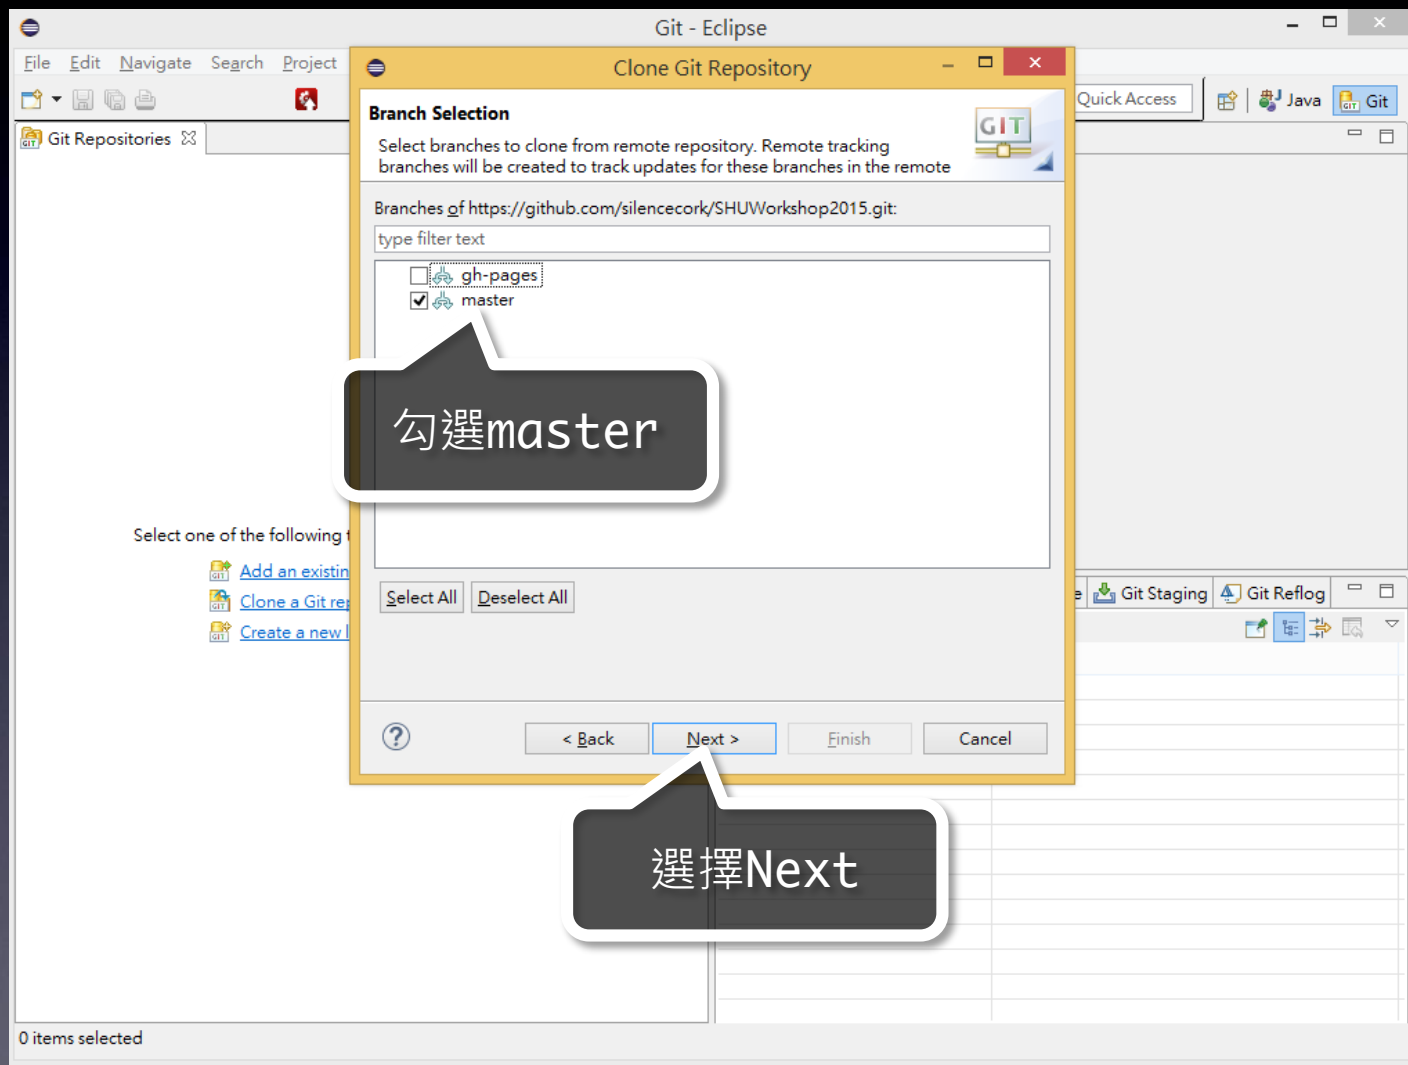 Git - Eclipse
File Edit Navigate Search Project
Clone Git Repository
Quick Access
Java
Git
Git Repositories
Branch Selection
Select branches to clone from remote repository. Remote tracking
branches will be created to track updates for these branches in the remote
GIT
Branches of https://github.com/silencecork/SHUWorkshop2015.git:
type filter text
gh-pages
master
勾選master
Select one of the following t
Add an existin
Clone a Git rep
Create a new l
Select All Deselect All
e Git Staging Git Reflog
< Back Next > Finish Cancel
選擇Next
0 items selected